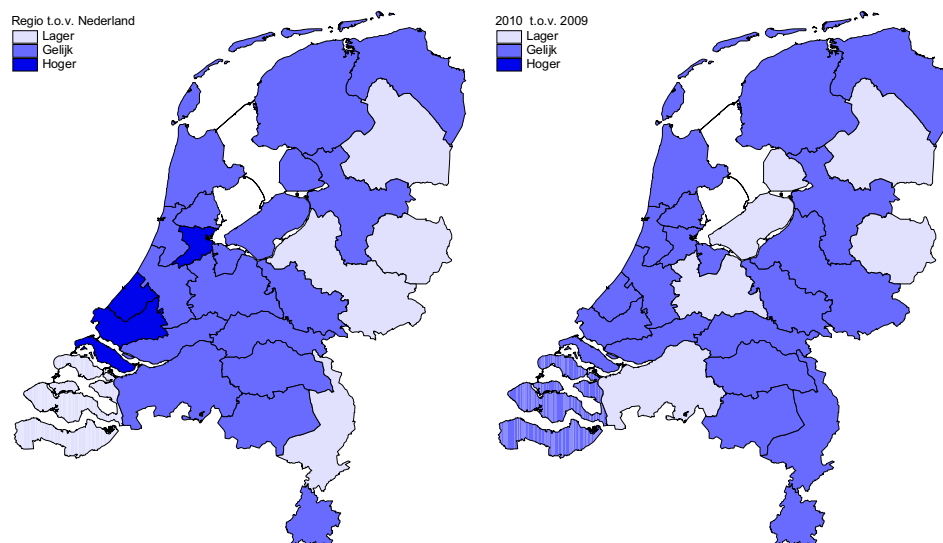 Regio t.o.v. Nederland
Lager
Gelijk
Hoger
2010 t.o.v. 2009
Lager
Gelijk
Hoger